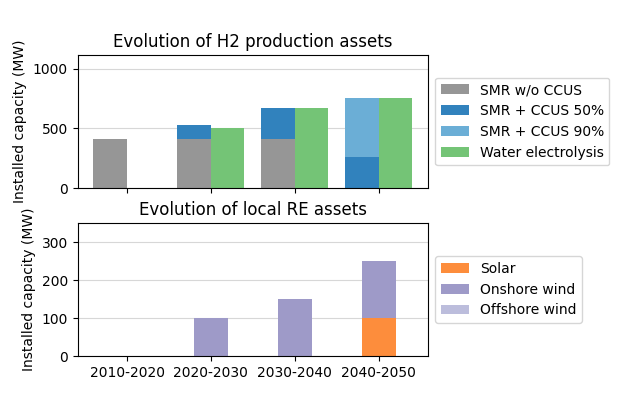 Evolution of H2 production assets
Installed capacity (MW)
1000
500
0
SMR w/o CCUS
SMR + CCUS 50%
SMR + CCUS 90%
Water electrolysis
Evolution of local RE assets
Installed capacity (MW)
300
200
100
0
Solar
Onshore wind
Offshore wind
2010-2020 2020-2030 2030-2040 2040-2050